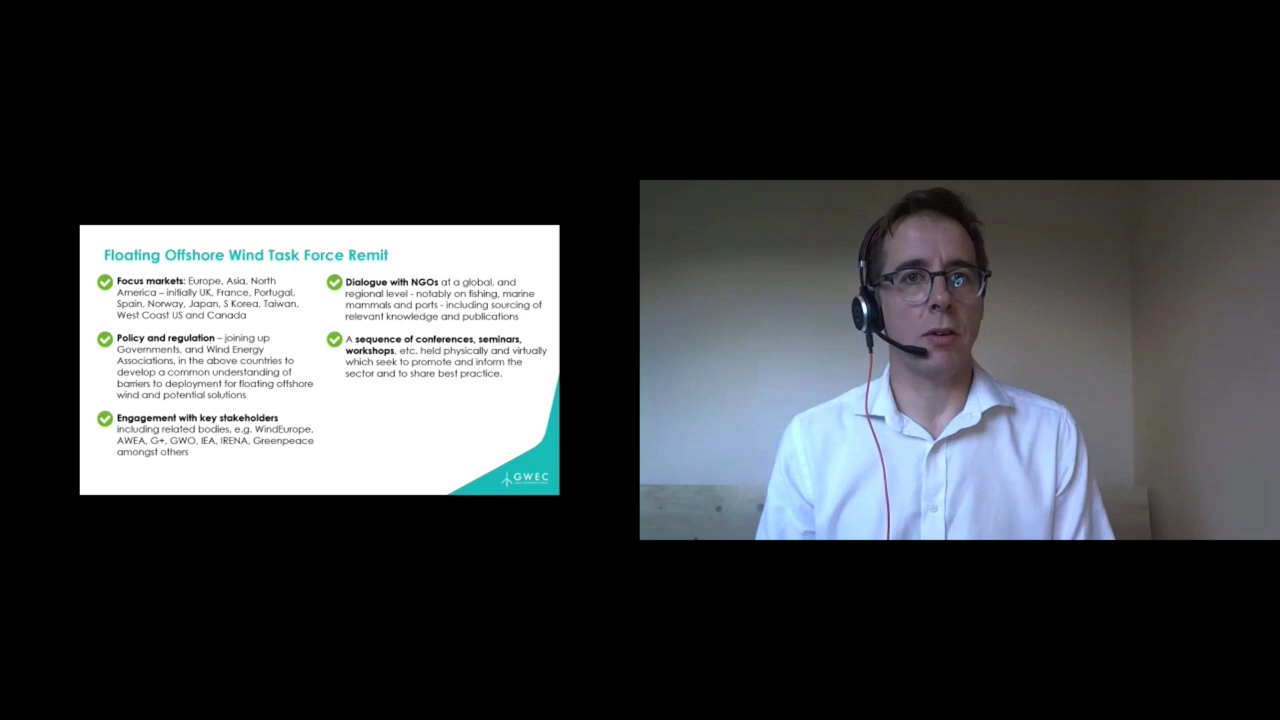 Floating Offshore Wind Task Force Remit
Focus markets: Europe, Asia, North
America – initially UK, France, Portugal,
Spain, Norway, Japan, S Korea, Taiwan,
West Coast US and Canada
Policy and regulation – joining up
Governments, and Wind Energy
Associations, in the above countries to
develop a common understanding of
barriers to deployment for floating offshore
wind and potential solutions
Engagement with key stakeholders
including related bodies, e.g. WindEurope,
AWEA, G+, GWO, IEA, IRENA, Greenpeace
amongst others
Dialogue with NGOs at a global, and
regional level - notably on fishing, marine
mammals and ports - including sourcing of
relevant knowledge and publications
A sequence of conferences, seminars,
workshops, etc. held physically and virtually
which seek to promote and inform the
sector and to share best practice.
GWEC